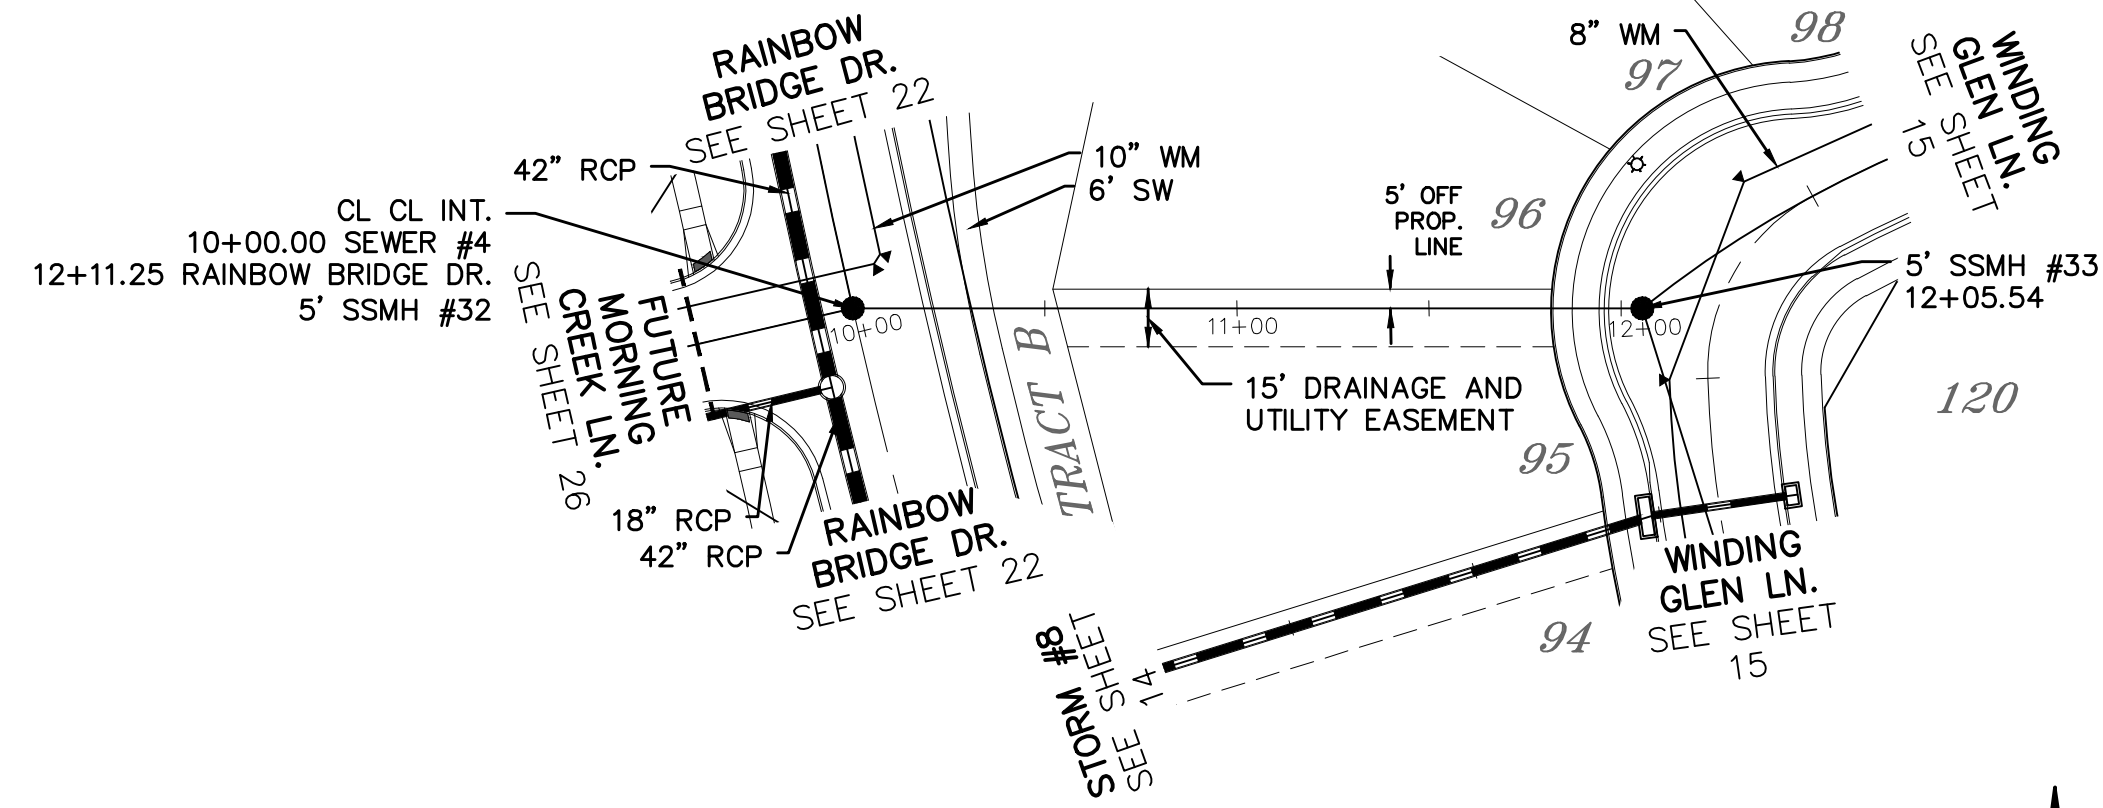 RAINBOW
BRIDGE DR.
SEE SHEET 22
42” RCP
CL CL INT.
10+00.00 SEWER #4
12+11.25 RAINBOW BRIDGE DR.
5’ SSMH #32
10” WM
6’ SW
8” WM
98
97
96
WINDING
GLEN LN.
SEE SHEET
15
5’ OFF
PROP.
LINE
5’ SSMH #33
12+05.54
10+00
11+00
12+00
FUTURE
MORNING
CREEK LN.
SEE SHEET 26
TRACT B
15’ DRAINAGE AND
UTILITY EASEMENT
120
95
18” RCP
42” RCP
RAINBOW
BRIDGE DR.
SEE SHEET 22
WINDING
GLEN LN.
SEE SHEET
15
94
STORM #8
SEE SHEET
14